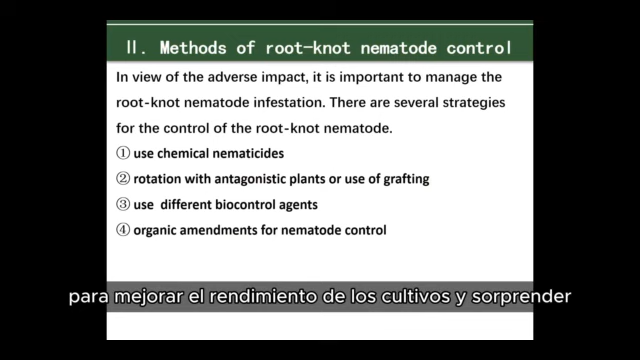 Ⅱ. Methods of root-knot nematode control
In view of the adverse impact, it is important to manage the
root-knot nematode infestation. There are several strategies
for the control of the root-knot nematode.
① use chemical nematicides
② rotation with antagonistic plants or use of grafting
③ use different biocontrol agents
④ organic amendments for nematode control
para mejorar el rendimiento de los cultivos y sorprender